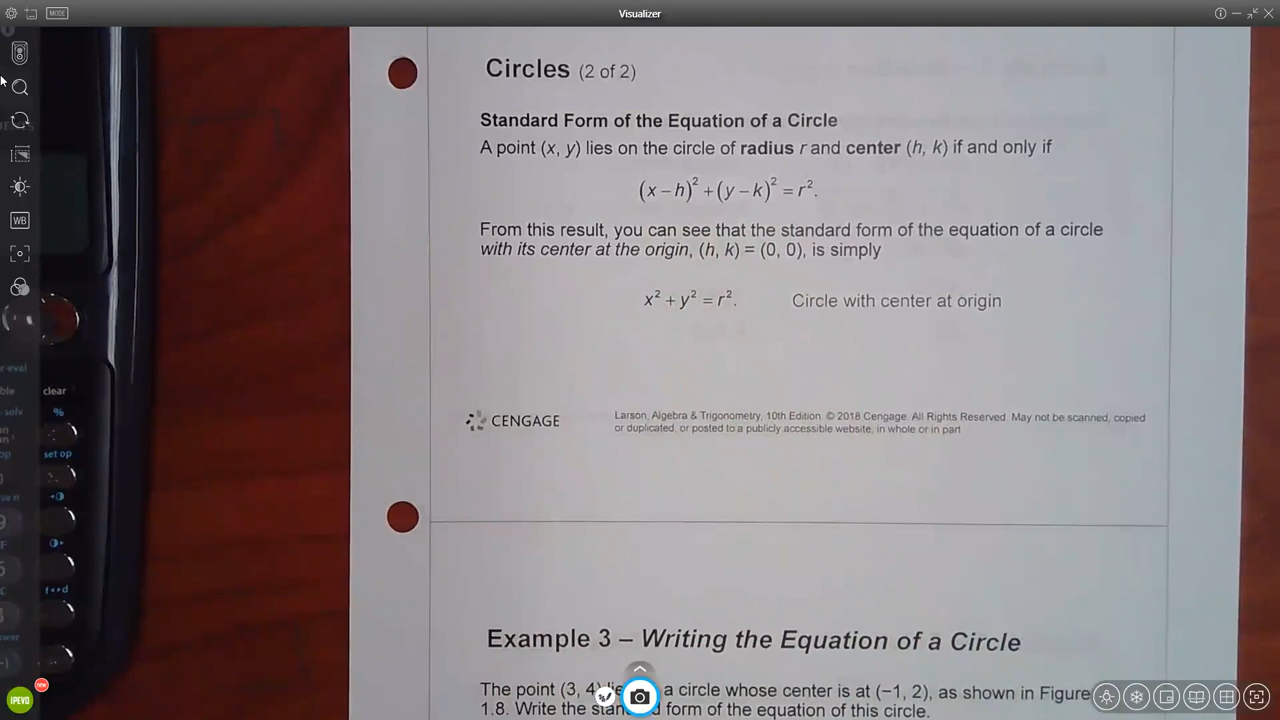 MODE
Visualizer
Circles (2 of 2)
Standard Form of the Equation of a Circle
A point (x, y) lies on the circle of radius r and center (h, k) if and only if
(x – h)² + (y – k)² = r².
From this result, you can see that the standard form of the equation of a circle
with its center at the origin, (h, k) = (0, 0), is simply
x² + y² = r². Circle with center at origin
CENGAGE
Larson, Algebra & Trigonometry, 10th Edition. © 2018 Cengage. All Rights Reserved. May not be scanned, copied
or duplicated, or posted to a publicly accessible website, in whole or in part
Example 3 – Writing the Equation of a Circle
The point (3, 4) a circle whose center is at (−1, 2), as shown in Figure
1.8. Write the form of the equation of this circle.
WB
clear
%
set op
f◄►d
IPEVO
new